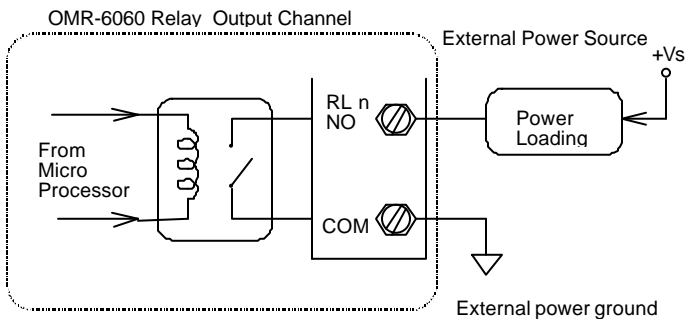 OMR-6060 Relay Output Channel
External Power Source
+Vs
RL n
NO
Power
Loading
From
Micro
Processor
COM
External power ground